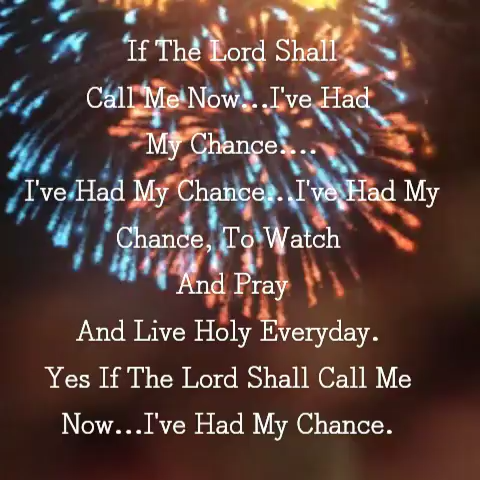 If The Lord Shall
Call Me Now...I've Had
My Chance....
I've Had My Chance...I've Had My
Chance, To Watch
And Pray
And Live Holy Everyday.
Yes If The Lord Shall Call Me
Now...I've Had My Chance.